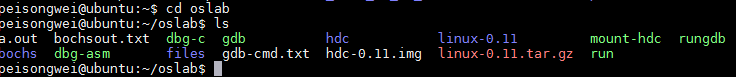 peisongwei@ubuntu:~$ cd oslab
peisongwei@ubuntu:~/oslab$ ls
a.out bochsout.txt dbg-c gdb hdc linux-0.11 mount-hdc rungdb
bochs dbg-asm files gdb-cmd.txt hdc-0.11.img linux-0.11.tar.gz run
peisongwei@ubuntu:~/oslab$